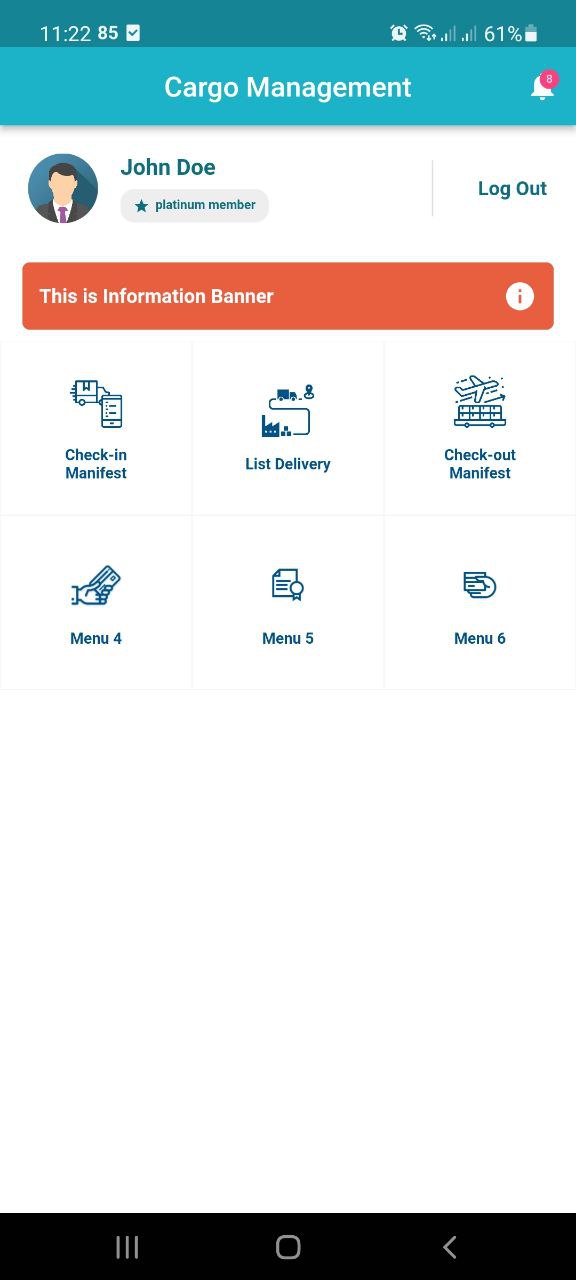 11:22 85 61%
Cargo Management
8
John Doe
platinum member
Log Out
This is Information Banner
i
Check-in
Manifest
List Delivery
Check-out
Manifest
Menu 4
Menu 5
Menu 6